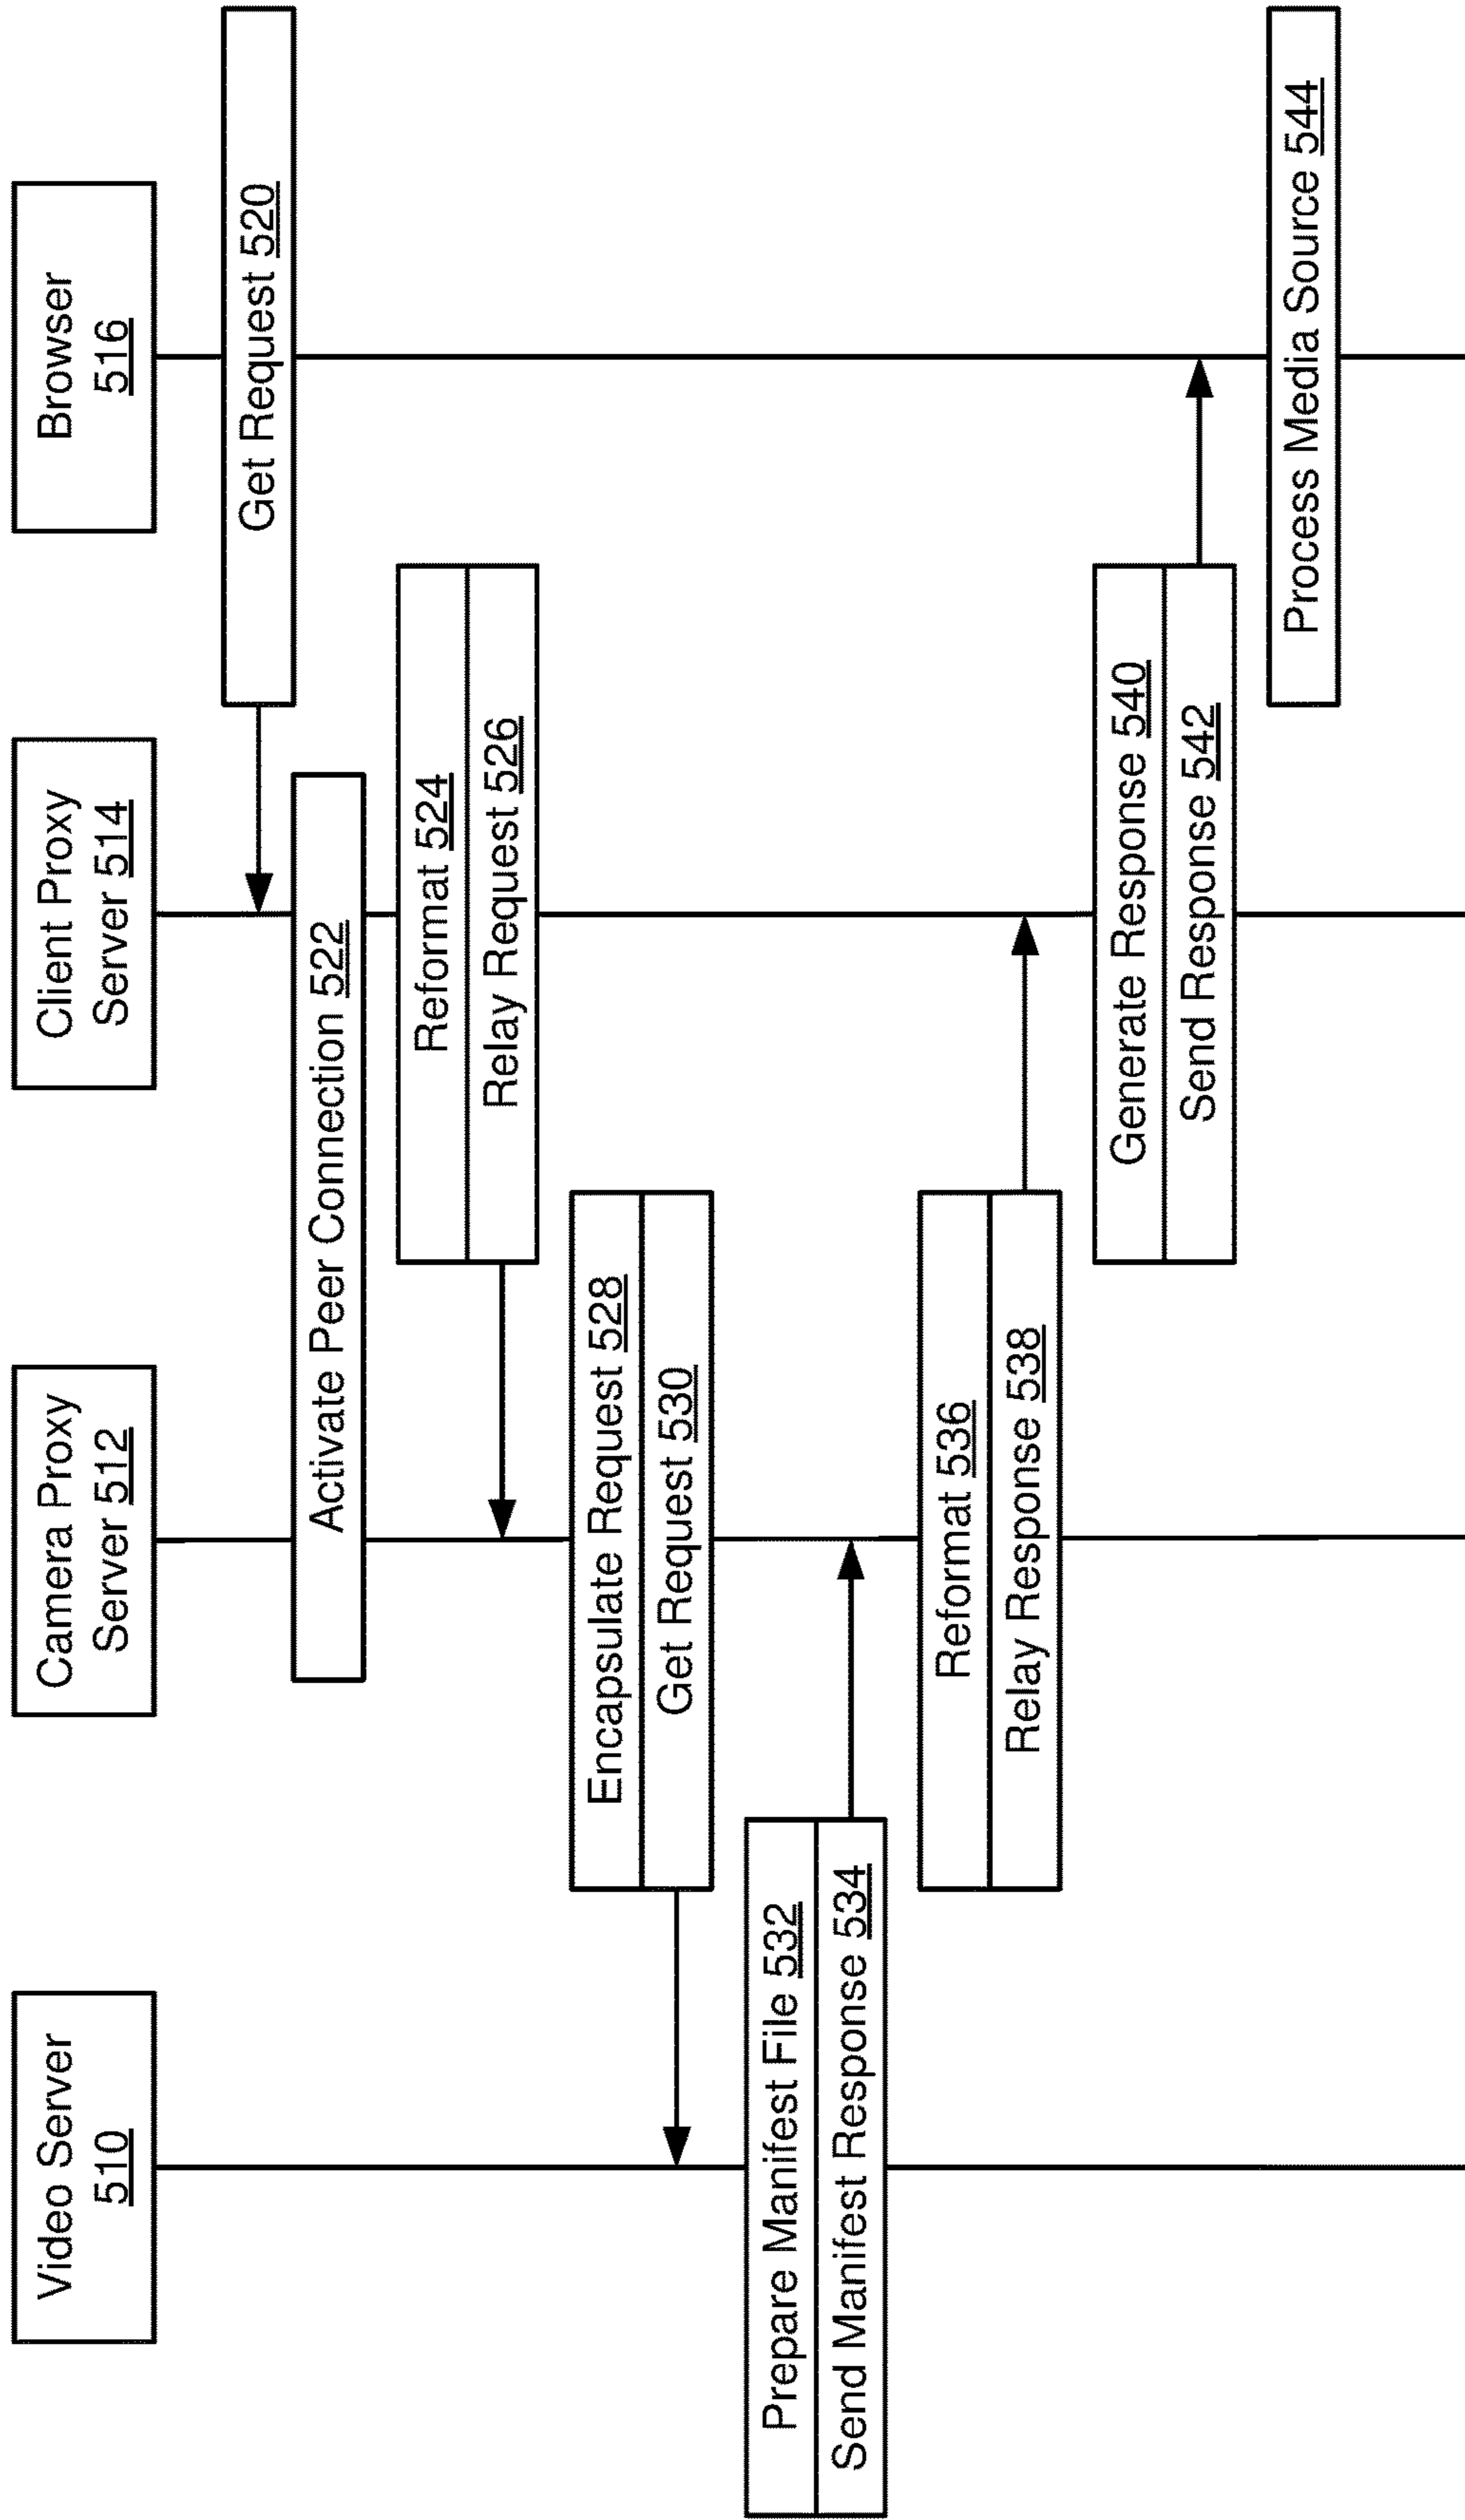 Video Server
510
Camera Proxy
Server 512
Client Proxy
Server 514
Browser
516
Get Request 520
Activate Peer Connection 522
Reformat 524
Relay Request 526
Encapsulate Request 528
Get Request 530
Prepare Manifest File 532
Send Manifest Response 534
Reformat 536
Relay Response 538
Generate Response 540
Send Response 542
Process Media Source 544